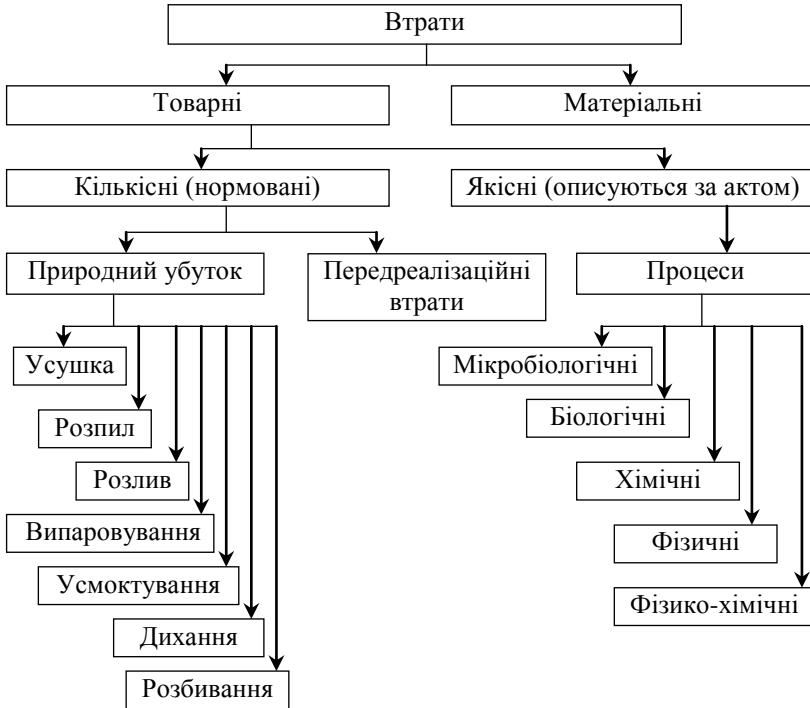 Втрати
Товарні
Матеріальні
Кількісні (нормовані)
Якісні (описуються за актом)
Природний убуток
Передреалізаційні
втрати
Процеси
Усушка
Розпил
Розлив
Випаровування
Усмоктування
Дихання
Розбивання
Мікробіологічні
Біологічні
Хімічні
Фізичні
Фізико-хімічні